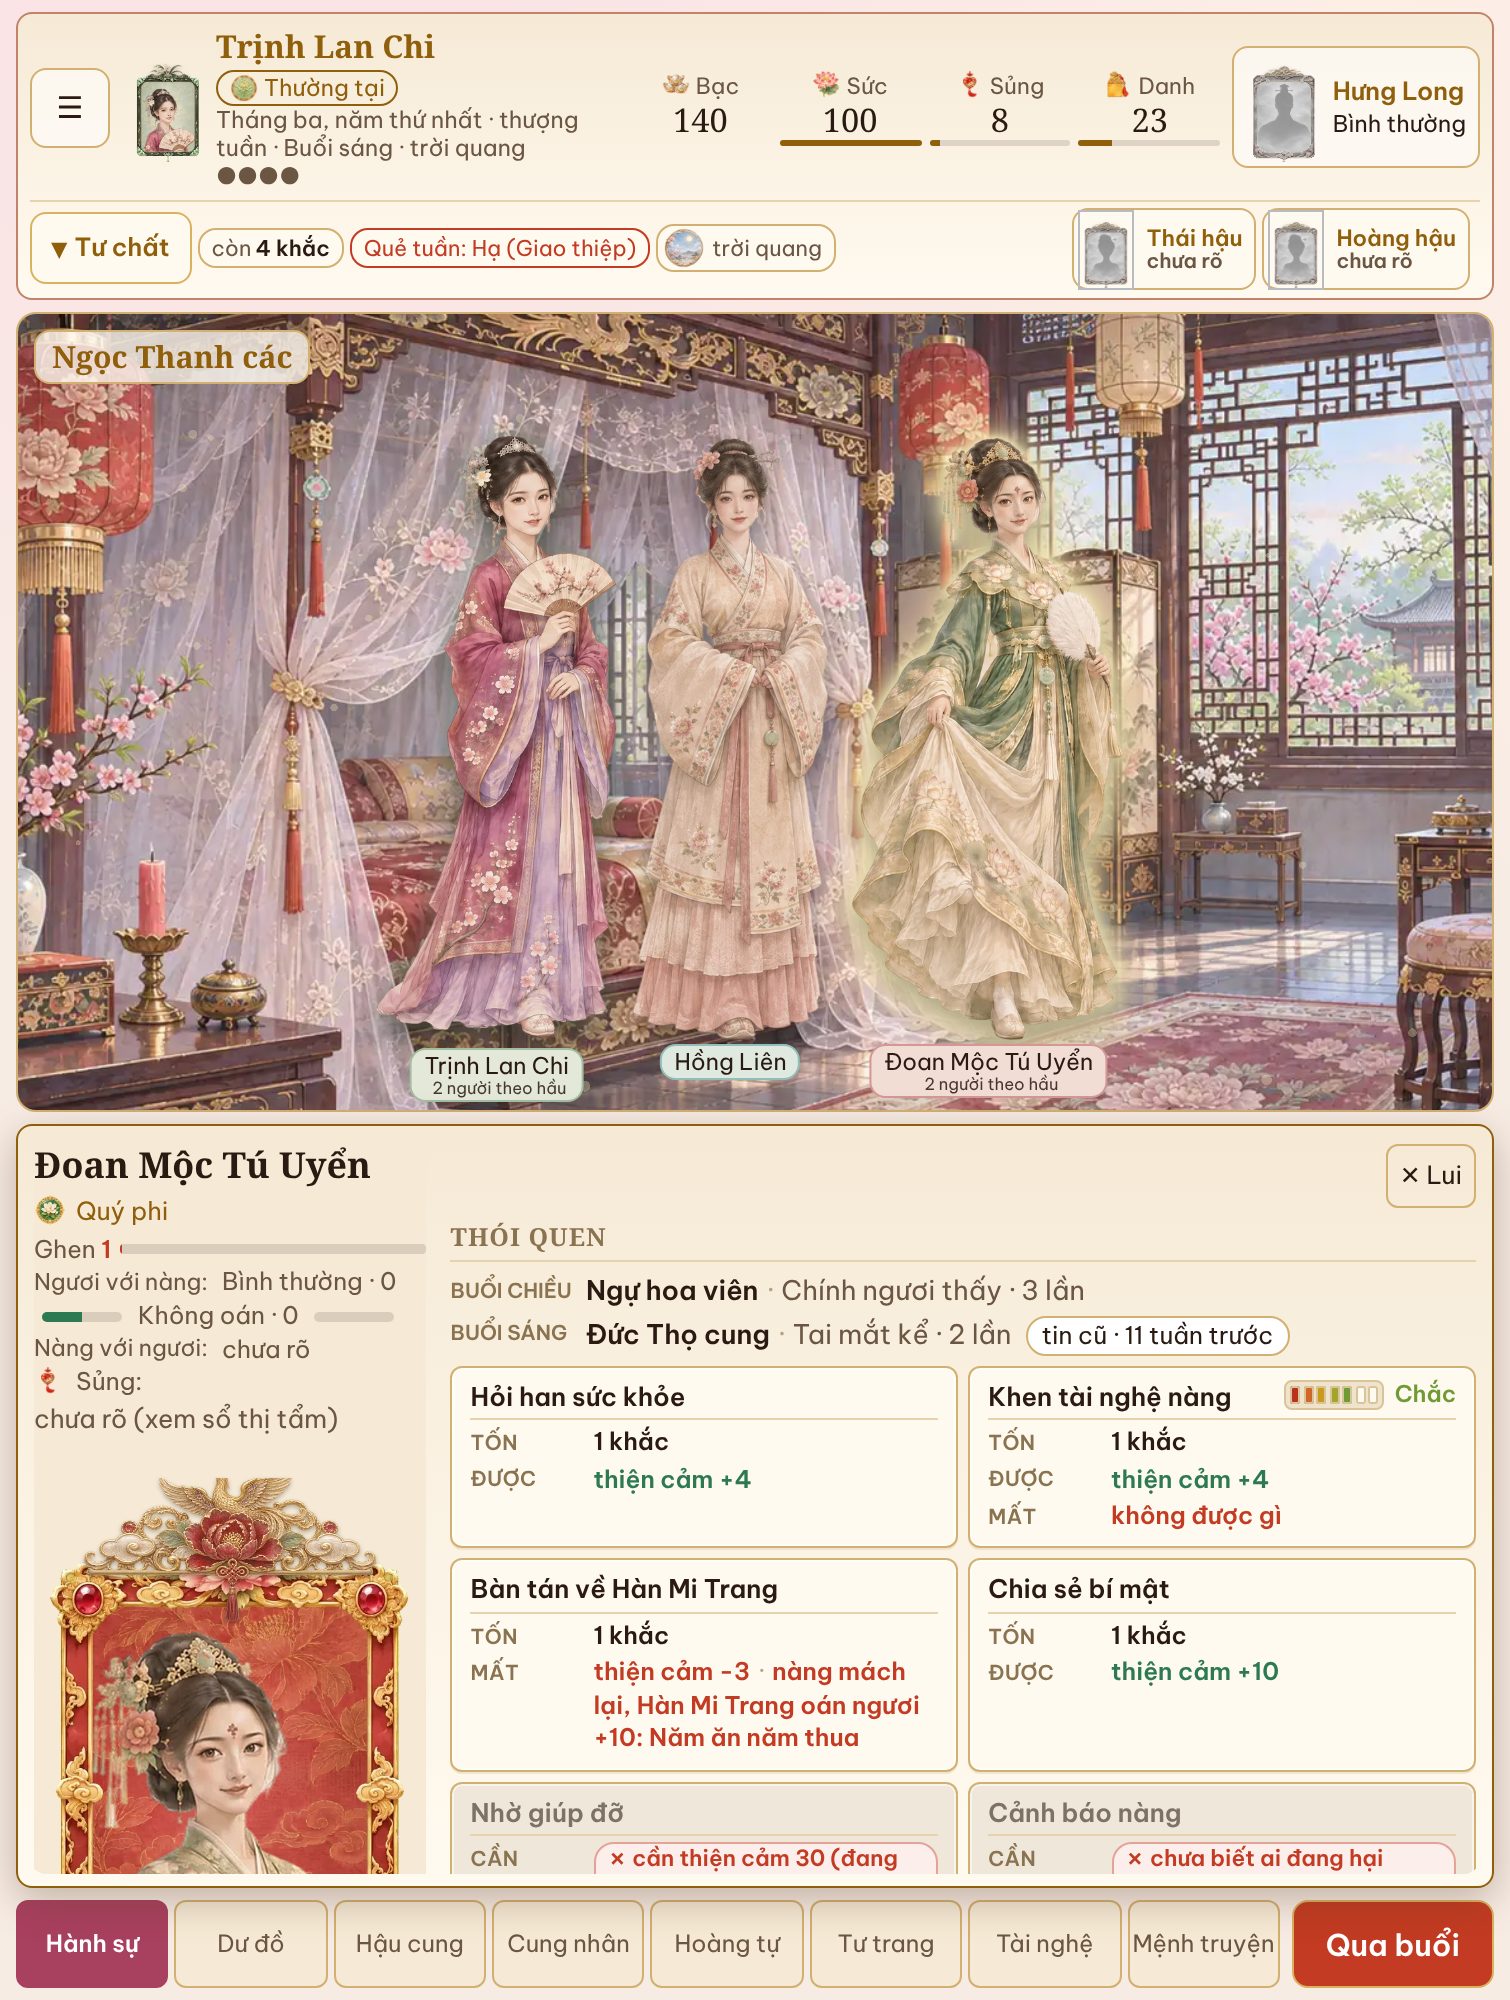 ☰
Trịnh Lan Chi
Thường tại
Tháng ba, năm thứ nhất · thượng
tuần · Buổi sáng · trời quang
Bạc
140
Sức
100
Sủng
8
Danh
23
Hưng Long
Bình thường
▼ Tư chất
còn 4 khắc
Quẻ tuần: Hạ (Giao thiệp)
trời quang
Thái hậu
chưa rõ
Hoàng hậu
chưa rõ
Ngọc Thanh các
Trịnh Lan Chi
2 người theo hầu
Hồng Liên
Đoan Mộc Tú Uyển
2 người theo hầu
Đoan Mộc Tú Uyển
Quý phi
Ghen 1
Ngươi với nàng: Bình thường · 0
Không oán · 0
Nàng với ngươi: chưa rõ
Sủng:
chưa rõ (xem sổ thị tẩm)
× Lui
THÓI QUEN
BUỔI CHIỀU Ngự hoa viên · Chính ngươi thấy · 3 lần
BUỔI SÁNG Đức Thọ cung · Tai mắt kể · 2 lần tin cũ · 11 tuần trước
Hỏi han sức khỏe
TỐN 1 khắc
ĐƯỢC thiện cảm +4
Khen tài nghệ nàng Chắc
TỐN 1 khắc
ĐƯỢC thiện cảm +4
MẤT không được gì
Bàn tán về Hàn Mi Trang
TỐN 1 khắc
MẤT thiện cảm -3 · nàng mách
lại, Hàn Mi Trang oán ngươi
+10: Năm ăn năm thua
Chia sẻ bí mật
TỐN 1 khắc
ĐƯỢC thiện cảm +10
Nhờ giúp đỡ
CẦN × cần thiện cảm 30 (đang
Cảnh báo nàng
CẦN × chưa biết ai đang hại
Hành sự
Dư đồ
Hậu cung
Cung nhân
Hoàng tự
Tư trang
Tài nghệ
Mệnh truyện
Qua buổi